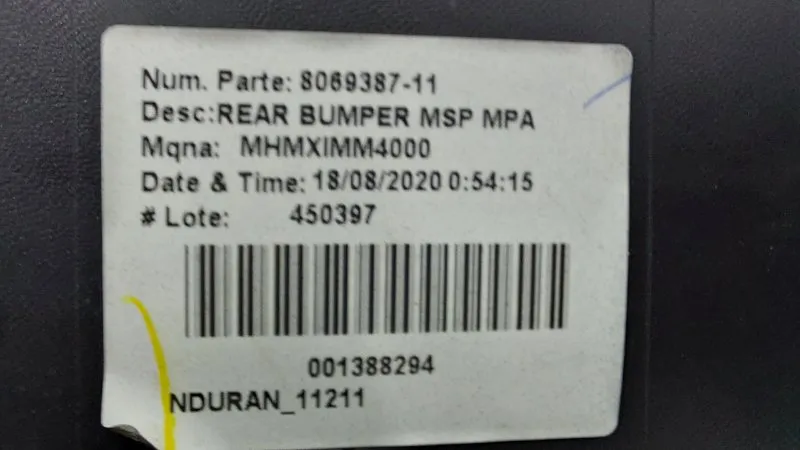 Num. Parte: 8069387-11
Desc:REAR BUMPER MSP MPA
Mqna: MHMXIMM4000
Date & Time: 18/08/2020 0:54:15
# Lote: 450397
001388294
NDURAN_11211